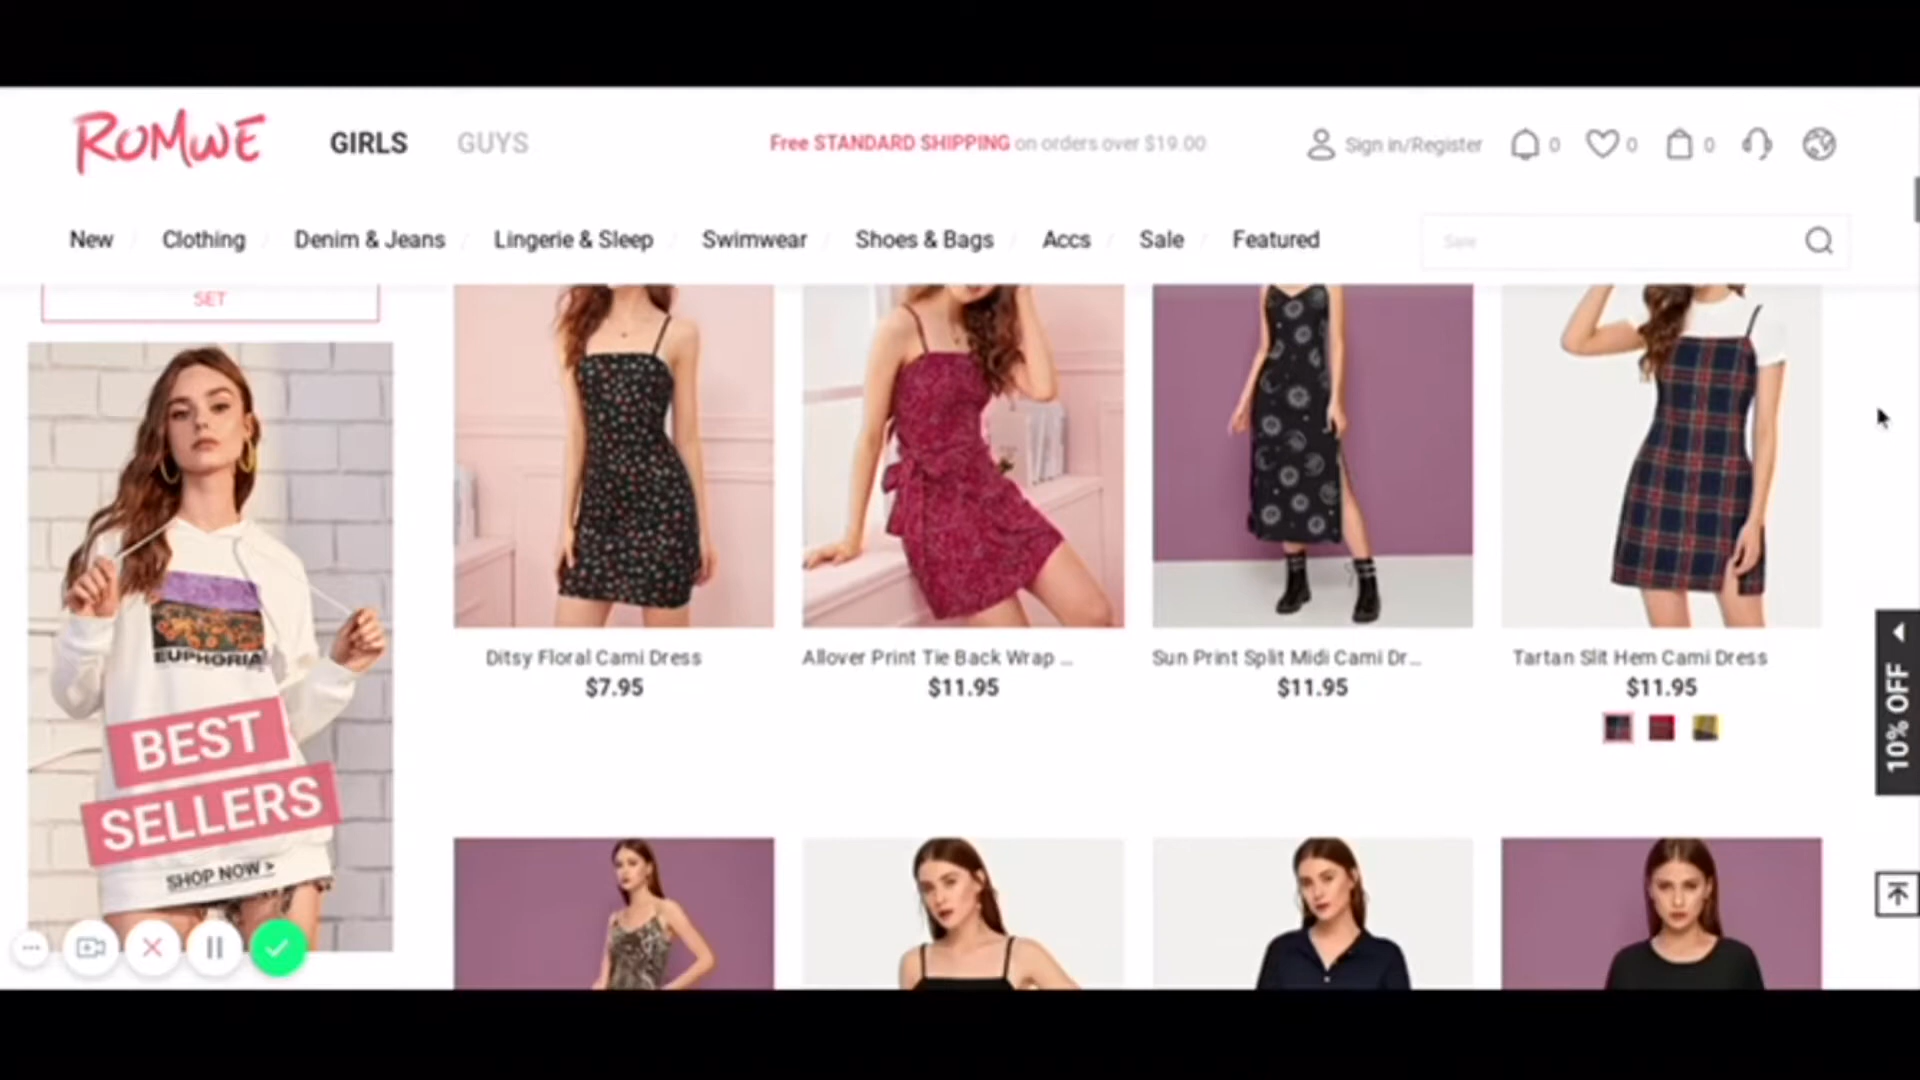 ROMWE
GIRLS
GUYS
Free STANDARD SHIPPING on orders over $19.00
Sign in/Register
0
0
0
New / Clothing / Denim & Jeans / Lingerie & Sleep / Swimwear / Shoes & Bags / Accs / Sale / Featured
Sale
SET
EUPHORIA
BEST
SELLERS
SHOP NOW >
Ditsy Floral Cami Dress
$7.95
Allover Print Tie Back Wrap ...
$11.95
Sun Print Split Midi Cami Dr...
$11.95
Tartan Slit Hem Cami Dress
$11.95
10% OFF